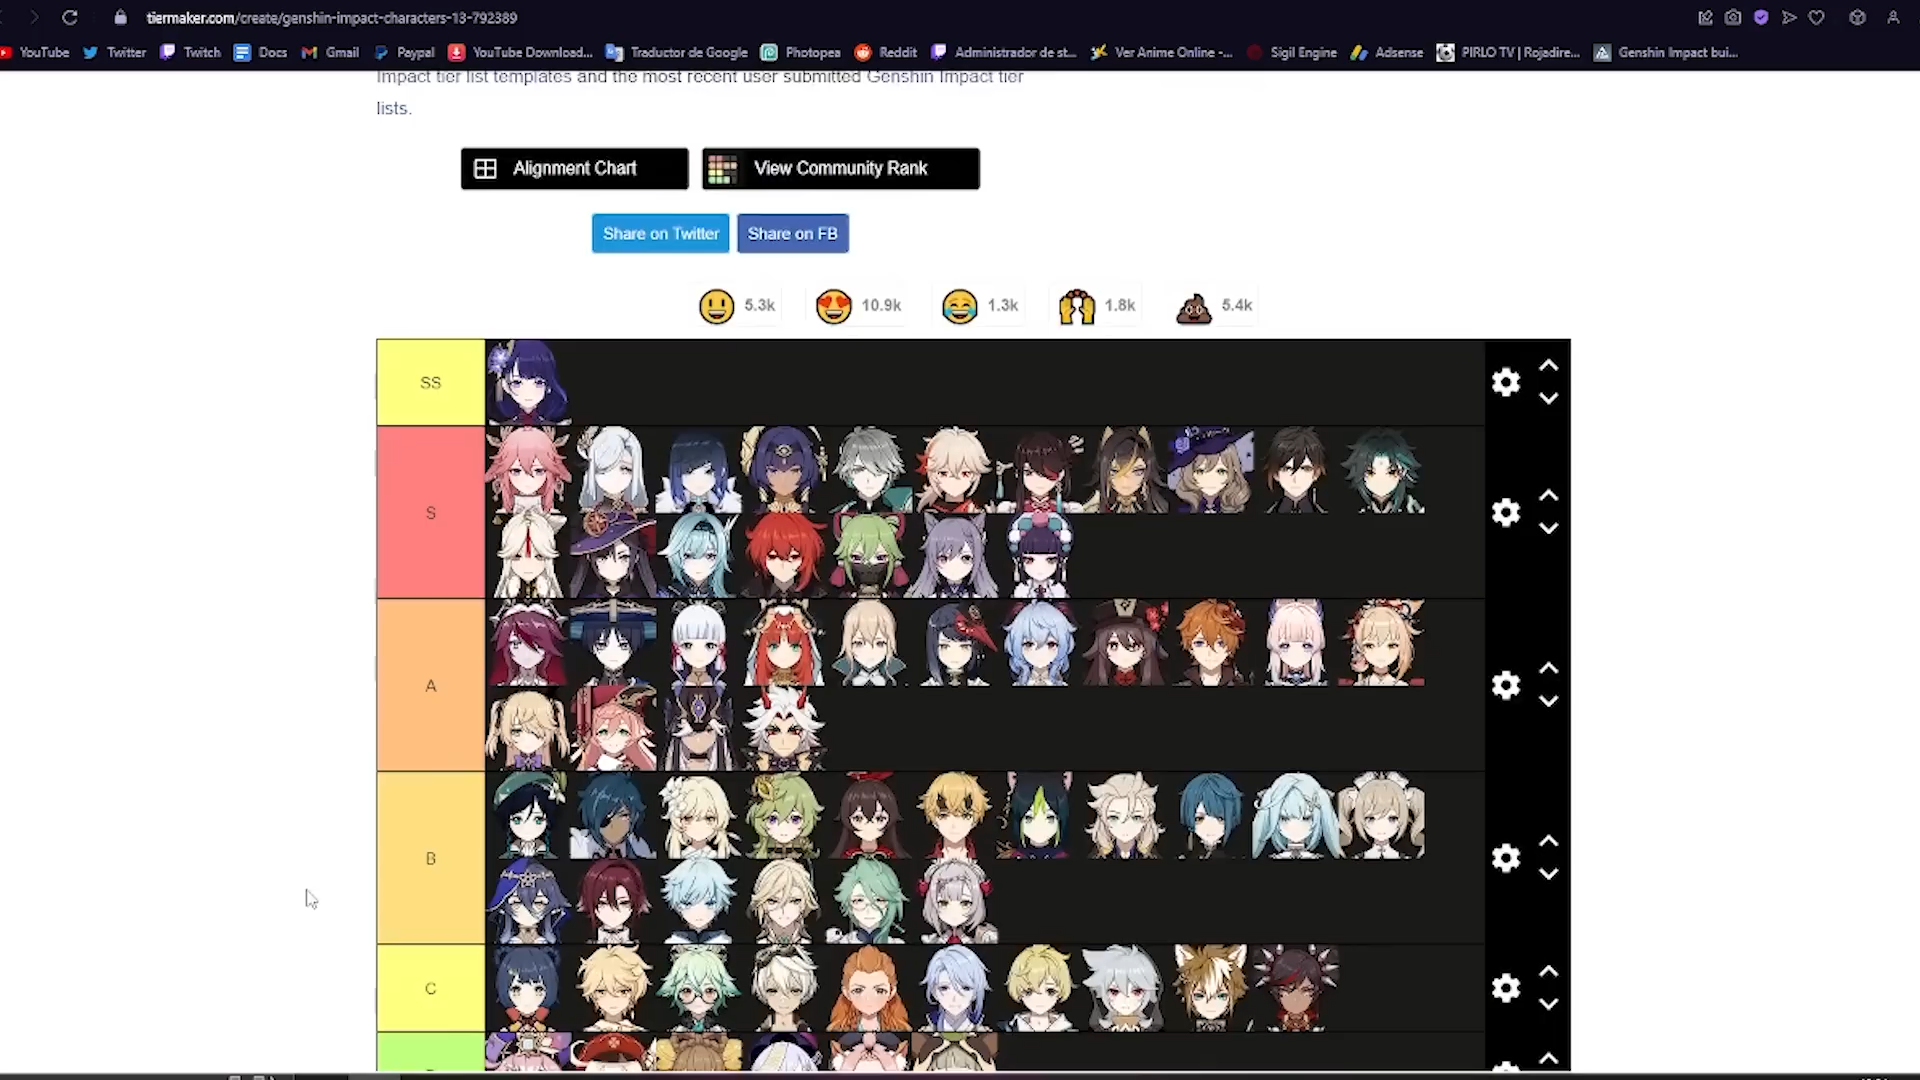 tiermaker.com/create/genshin-impact-characters-13-792389
YouTube Twitter Twitch Docs Gmail Paypal YouTube Download... Traductor de Google Photopea Reddit Administrador de st... Ver Anime Online -... Sigil Engine Adsense PIRLO TV | Rojadire... Genshin Impact bui...
Impact tier list templates and the most recent user submitted Genshin Impact tier
lists.
Alignment Chart View Community Rank
Share on Twitter Share on FB
5.3k 10.9k 1.3k 1.8k 5.4k
SS
S
A
B
C